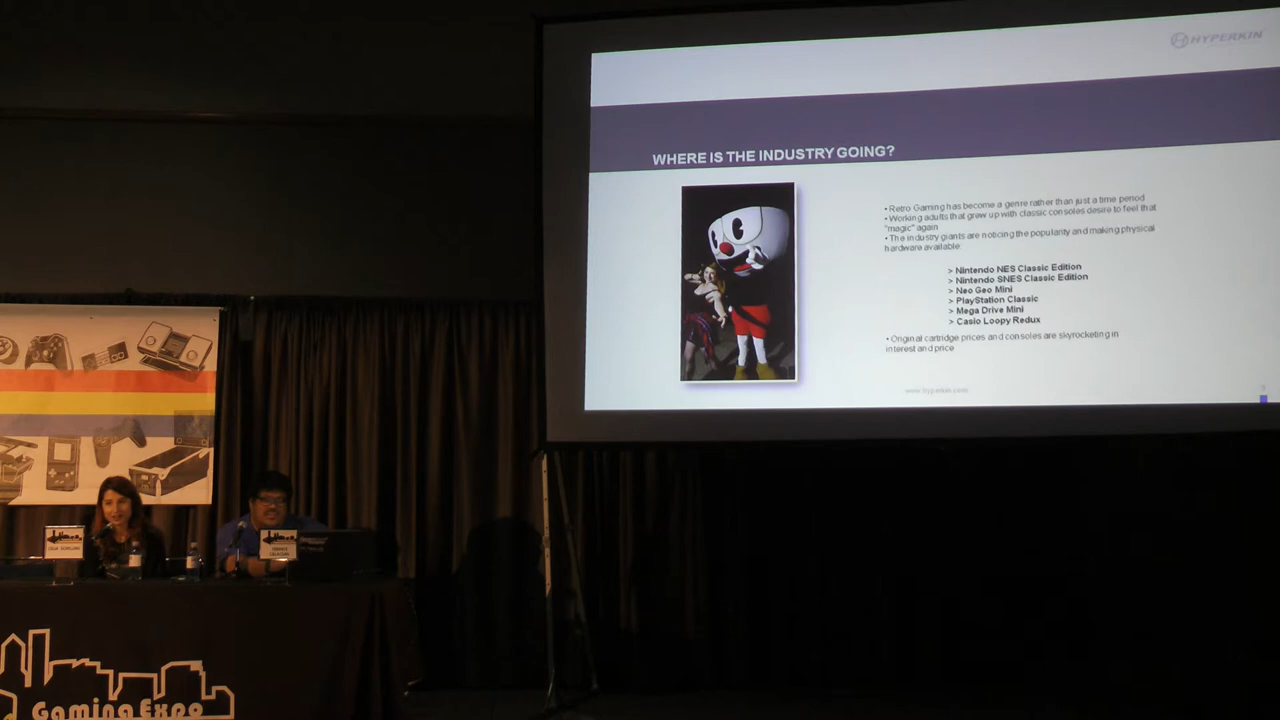 HYPERKIN
WHERE IS THE INDUSTRY GOING?
• Retro Gaming has become a genre rather than just a time period
• Working adults that grew up with classic consoles desire to feel that
"magic" again
• The industry giants are noticing the popularity and making physical
hardware available:
> Nintendo NES Classic Edition
> Nintendo SNES Classic Edition
> Neo Geo Mini
> PlayStation Classic
> Mega Drive Mini
> Casio Loopy Redux
• Original cartridge prices and consoles are skyrocketing in
interest and price
www.hyperkin.com
Gaming Expo